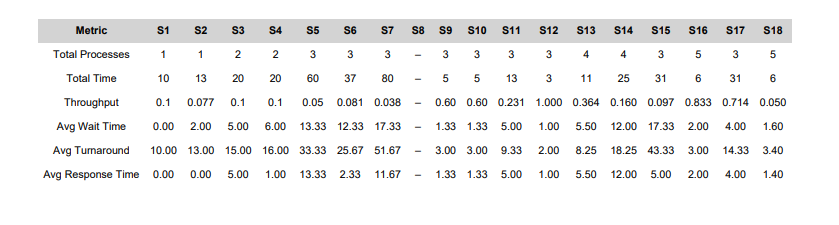 Metric S1 S2 S3 S4 S5 S6 S7 S8 S9 S10 S11 S12 S13 S14 S15 S16 S17 S18
Total Processes 1 1 2 2 3 3 3 – 3 3 3 3 4 4 3 5 3 5
Total Time 10 13 20 20 60 37 80 – 5 5 13 3 11 25 31 6 31 6
Throughput 0.1 0.077 0.1 0.1 0.05 0.081 0.038 – 0.60 0.60 0.231 1.000 0.364 0.160 0.097 0.833 0.714 0.050
Avg Wait Time 0.00 2.00 5.00 6.00 13.33 12.33 17.33 – 1.33 1.33 5.00 1.00 5.50 12.00 17.33 2.00 4.00 1.60
Avg Turnaround 10.00 13.00 15.00 16.00 33.33 25.67 51.67 – 3.00 3.00 9.33 2.00 8.25 18.25 43.33 3.00 14.33 3.40
Avg Response Time 0.00 0.00 5.00 1.00 13.33 2.33 11.67 – 1.33 1.33 5.00 1.00 5.50 12.00 5.00 2.00 4.00 1.40